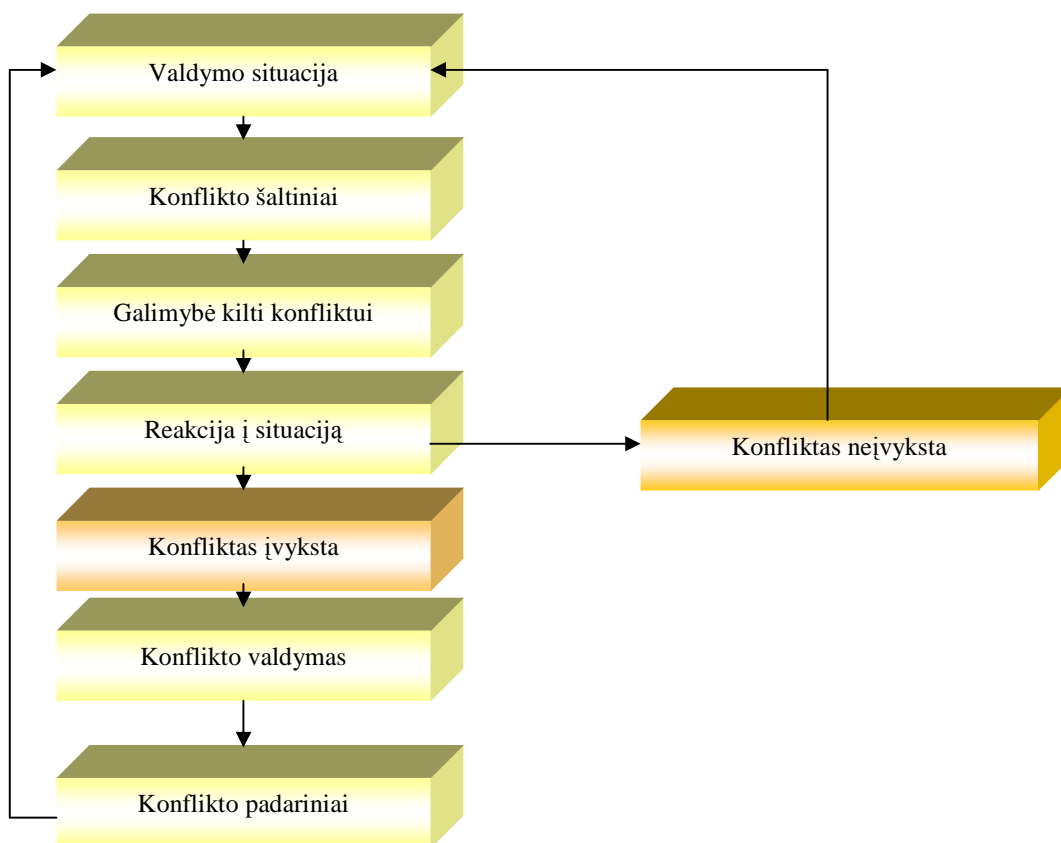 Valdymo situacija
Konflikto šaltiniai
Galimybė kilti konfliktui
Reakcija į situaciją
Konfliktas neįvyksta
Konfliktas įvyksta
Konflikto valdymas
Konflikto padariniai